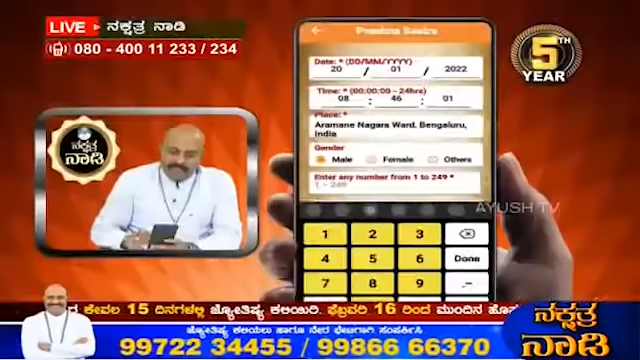 LIVE ನಕ್ಷತ್ರ ನಾಡಿ
080 - 400 11 233 / 234
5TH
YEAR
ನಕ್ಷತ್ರ
ನಾಡಿ
Prashna Sastra
Date: * (DD/MM/YYYY)
20 / 01 / 2022
Time: * (00:00:00 - 24hrs)
08 : 46 : 01
Place: *
Aramane Nagara Ward, Bengaluru,
India
Gender
Male Female Others
Enter any number from 1 to 249 *
1 - 249
AYUSH TV
1 2 3
4 5 6 Done
7 8 9 .-
ಕೇವಲ 15 ದಿನಗಳಲ್ಲಿ ಜ್ಯೋತಿಷ್ಯ ಕಲಿಯಿರಿ. ಫೆಬ್ರವರಿ 16 ರಿಂದ ಮುಂದಿನ ಹೊಸ
ಜ್ಯೋತಿಷ್ಯ ಕಲಿಯಲು ಹಾಗೂ ನೇರ ಭೇಟಿಗಾಗಿ ಸಂಪರ್ಕಿಸಿ
99722 34455 / 99866 66370
ನಕ್ಷತ್ರ
ನಾಡಿ